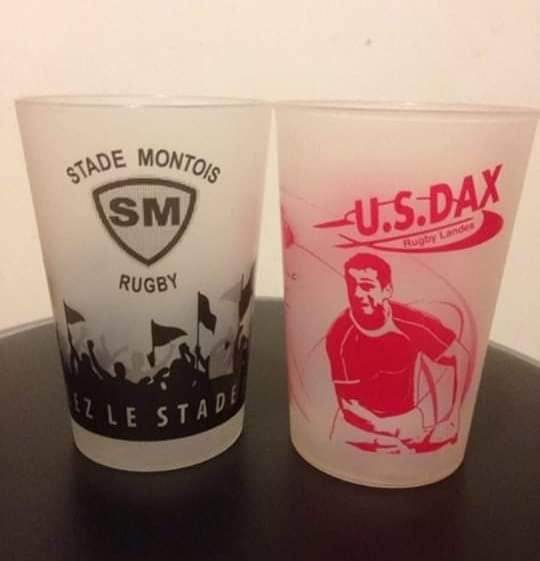 STADE MONTOIS
SM
RUGBY
EZ LE STADE
U.S.DAX
Rugby Landes